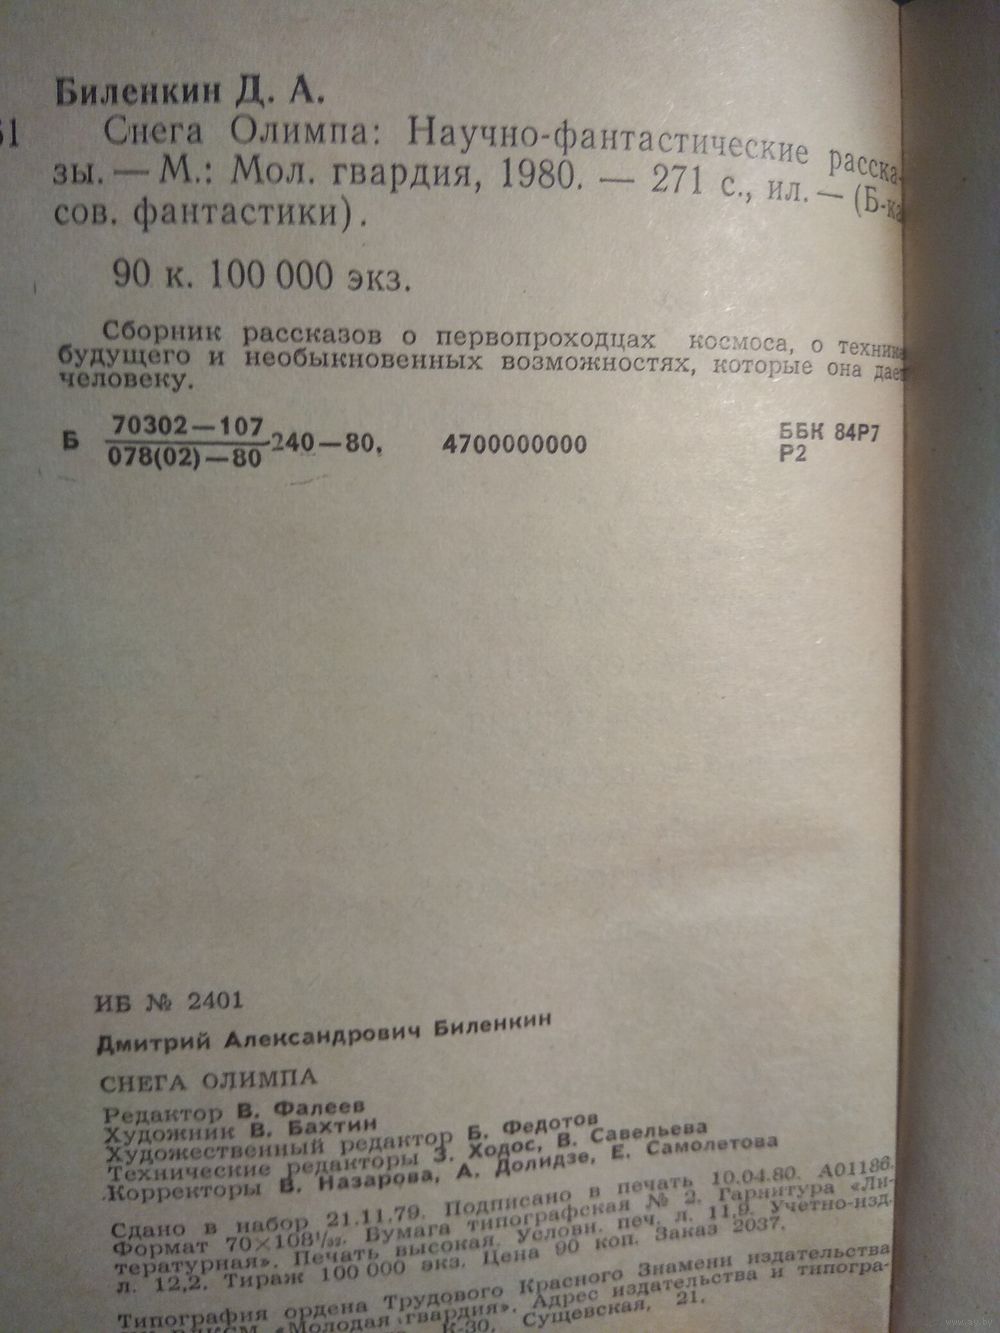 Биленкин Д. А.
61 Снега Олимпа: Научно-фантастические расска-
зы. — М.: Мол. гвардия, 1980. — 271 с., ил. — (Б-ка
сов. фантастики).
90 к. 100 000 экз.
Сборник рассказов о первопроходцах космоса, о технике
будущего и необыкновенных возможностях, которые она дает
человеку.
Б 70302—107
078(02)—80 240—80, 4700000000
ББК 84Р7
Р2
ИБ № 2401
Дмитрий Александрович Биленкин
СНЕГА ОЛИМПА
Редактор В. Фалеев
Художник В. Бахтин
Художественный редактор Б. Федотов
Технические редакторы З. Ходос, В. Савельева
Корректоры В. Назарова, А. Долидзе, Е. Самолетова
Сдано в набор 21.11.79. Подписано в печать 10.04.80. А01186.
Формат 70×108¹/₃₂. Бумага типографская № 2. Гарнитура «Ли-
тературная». Печать высокая. Условн. печ. л. 11,9. Учетно-изд.
л. 12,2. Тираж 100 000 экз. Цена 90 коп. Заказ 2037.
Типография ордена Трудового Красного Знамени издательства
ЦК ВЛКСМ «Молодая гвардия». Адрес издательства и типогра-
К-30, Сущевская, 21.
www.ay.by